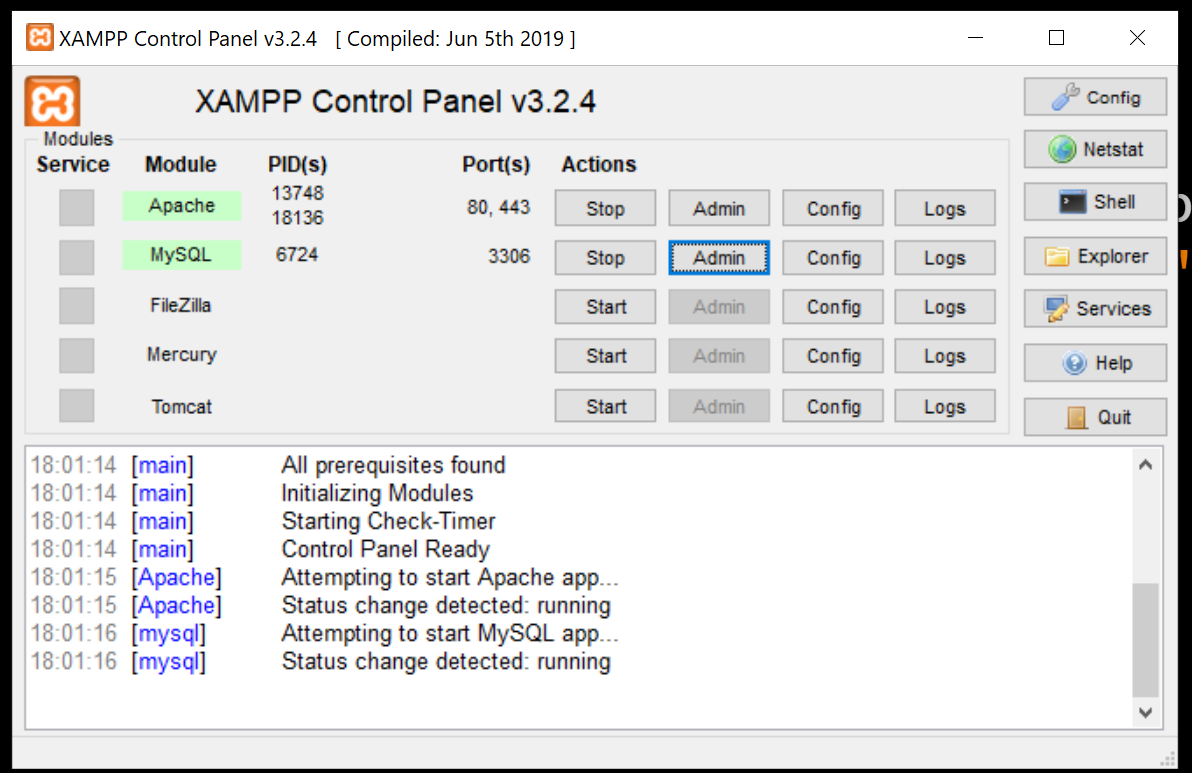 XAMPP Control Panel v3.2.4 [ Compiled: Jun 5th 2019 ]
XAMPP Control Panel v3.2.4
Config
Modules
Service Module PID(s) Port(s) Actions
Netstat
Apache 13748 18136 80, 443 Stop Admin Config Logs
Shell
MySQL 6724 3306 Stop Admin Config Logs
Explorer
FileZilla Start Admin Config Logs
Services
Mercury Start Admin Config Logs
Help
Tomcat Start Admin Config Logs
Quit
18:01:14 [main] All prerequisites found
18:01:14 [main] Initializing Modules
18:01:14 [main] Starting Check-Timer
18:01:14 [main] Control Panel Ready
18:01:15 [Apache] Attempting to start Apache app...
18:01:15 [Apache] Status change detected: running
18:01:16 [mysql] Attempting to start MySQL app...
18:01:16 [mysql] Status change detected: running